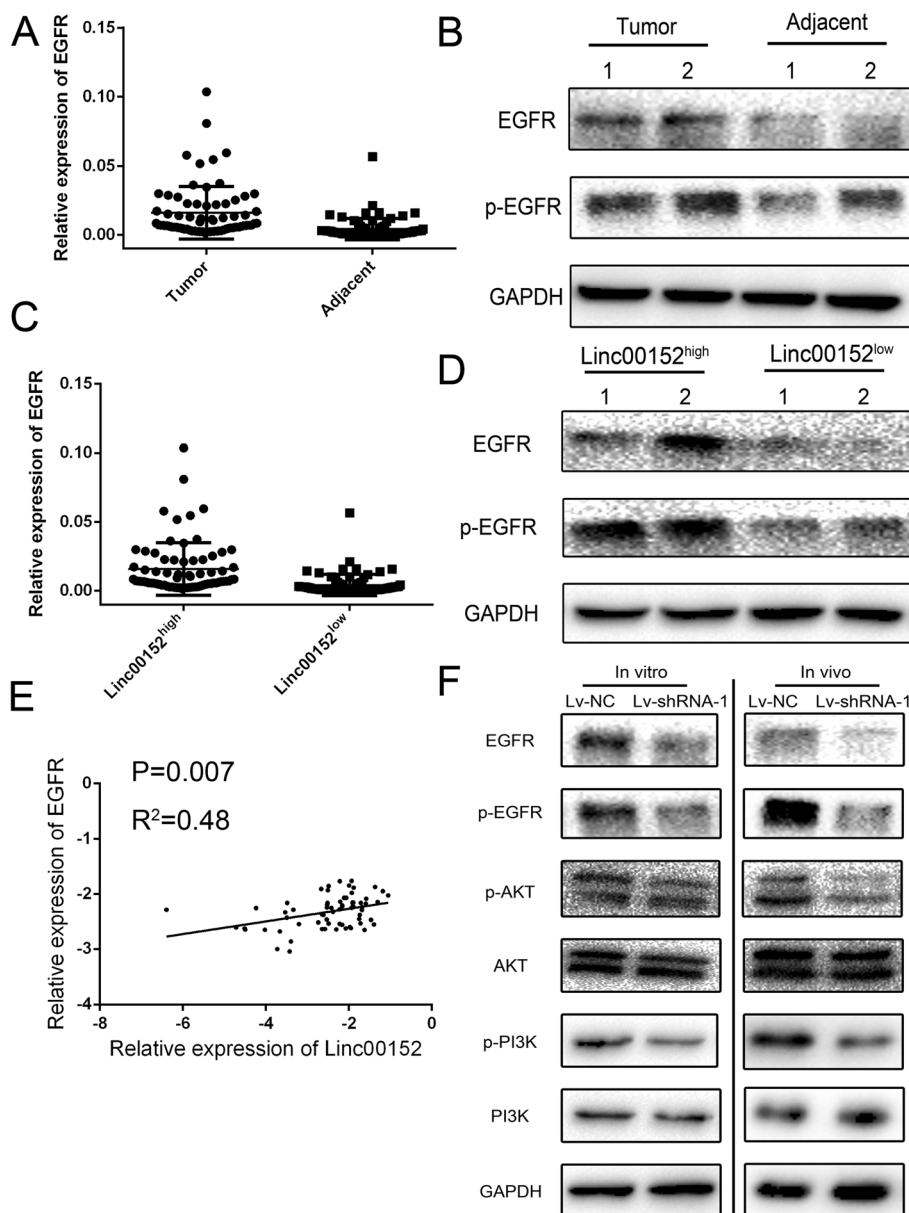 A
Relative expression of EGFR
0.15
0.10
0.05
0.00
Tumor
Adjacent
B
Tumor Adjacent
1 2 1 2
EGFR
p-EGFR
GAPDH
C
Relative expression of EGFR
0.15
0.10
0.05
0.00
Linc00152high
Linc00152low
D
Linc00152high Linc00152low
1 2 1 2
EGFR
p-EGFR
GAPDH
E
P=0.007
R²=0.48
Relative expression of EGFR
0
-1
-2
-3
-4
-8 -6 -4 -2 0
Relative expression of Linc00152
F
In vitro In vivo
Lv-NC Lv-shRNA-1 Lv-NC Lv-shRNA-1
EGFR
p-EGFR
p-AKT
AKT
p-PI3K
PI3K
GAPDH